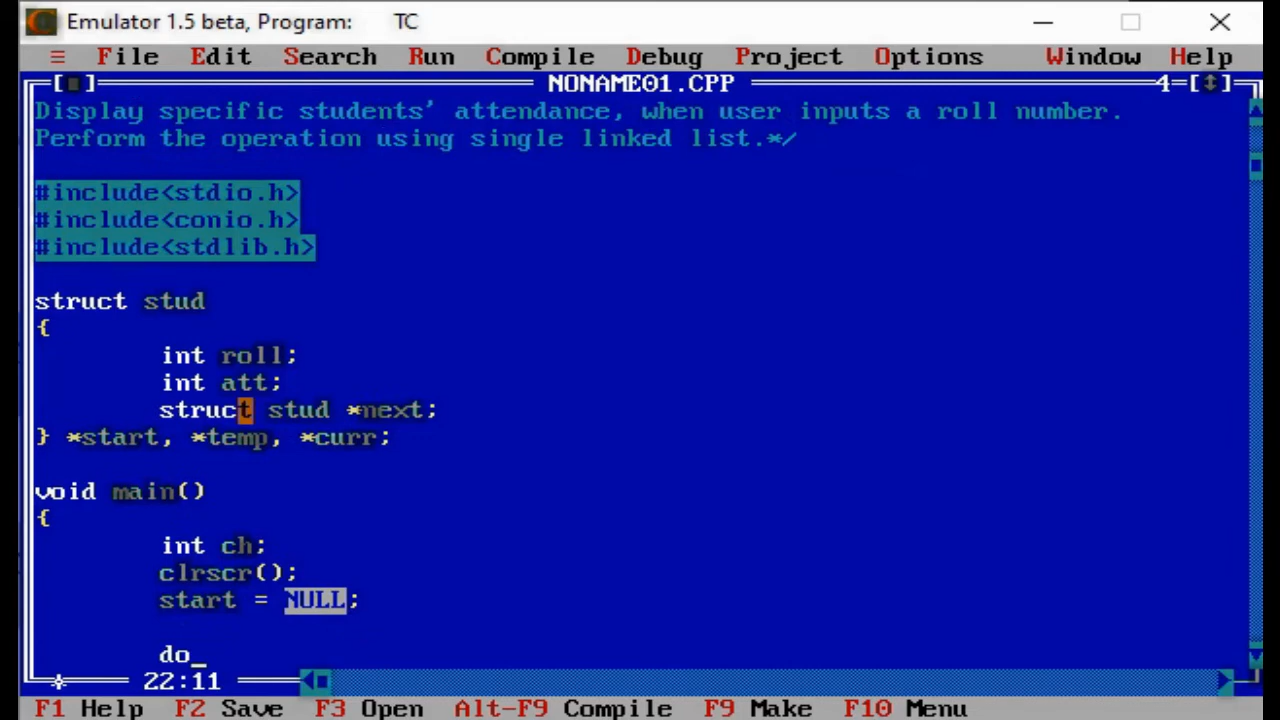 Emulator 1.5 beta, Program: TC
≡ File Edit Search Run Compile Debug Project Options Window Help
[■] NONAME01.CPP 4=[↕]
Display specific students' attendance, when user inputs a roll number.
Perform the operation using single linked list.*/
#include<stdio.h>
#include<conio.h>
#include<stdlib.h>
struct stud
{
int roll;
int att;
struct stud *next;
} *start, *temp, *curr;
void main()
{
int ch;
clrscr();
start = NULL;
do_
22:11
F1 Help F2 Save F3 Open Alt-F9 Compile F9 Make F10 Menu